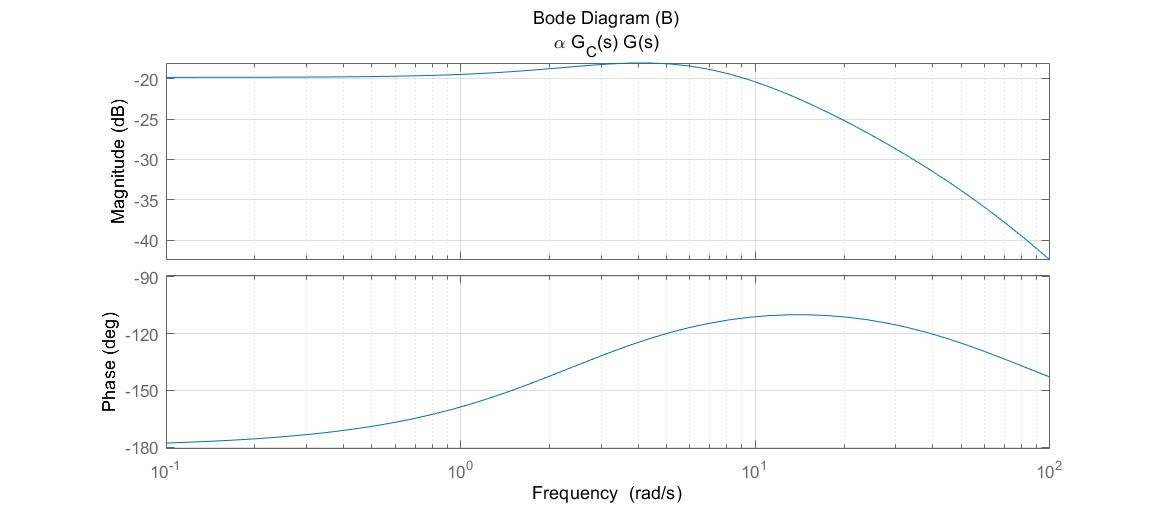 Bode Diagram (B)
α G_C(s) G(s)
Magnitude (dB)
-20
-25
-30
-35
-40
Phase (deg)
-90
-120
-150
-180
10^-1
10^0
10^1
10^2
Frequency (rad/s)